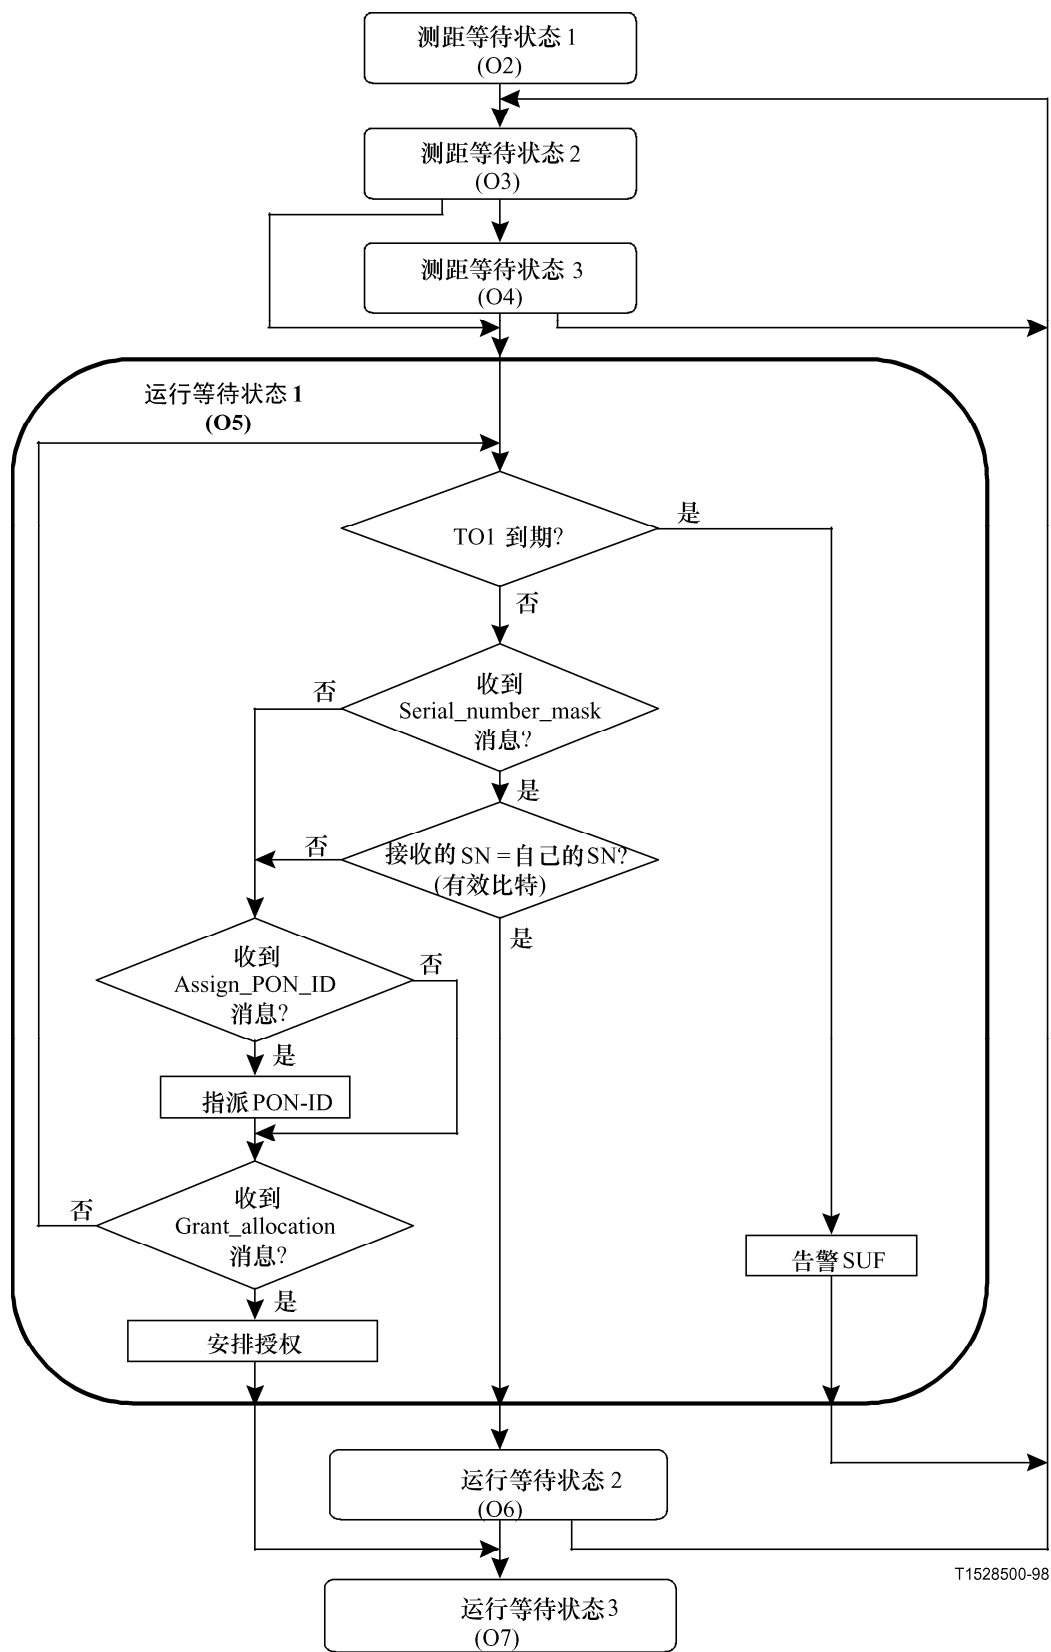 测距等待状态 1
(O2)
测距等待状态 2
(O3)
测距等待状态 3
(O4)
运行等待状态 1
(O5)
TO1 到期?
是
否
收到
Serial_number_mask
消息?
否
是
接收的 SN = 自己的 SN?
(有效比特)
否
是
收到
Assign_PON_ID
消息?
否
是
指派 PON-ID
收到
Grant_allocation
消息?
否
是
告警 SUF
安排授权
运行等待状态 2
(O6)
T1528500-98
运行等待状态 3
(O7)